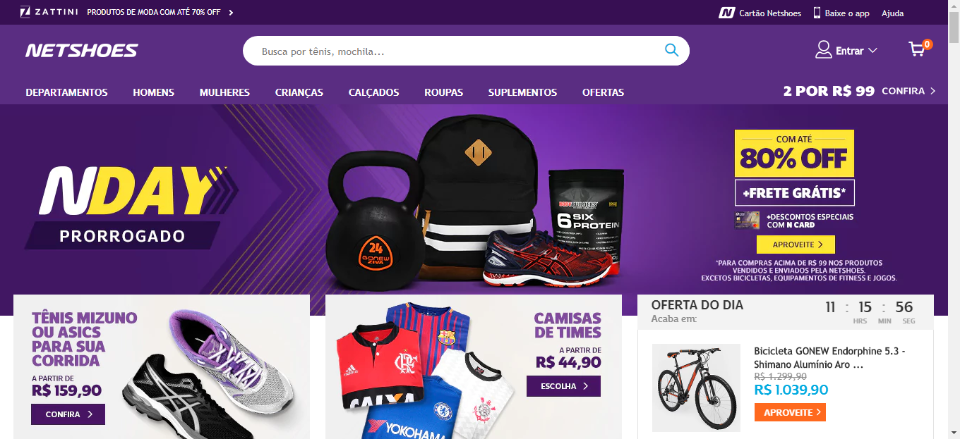 ZATTINI PRODUTOS DE MODA COM ATÉ 70% OFF
Cartão Netshoes Baixe o app Ajuda
NETSHOES
Busca por tênis, mochila...
Entrar
0
DEPARTAMENTOS HOMENS MULHERES CRIANÇAS CALÇADOS ROUPAS SUPLEMENTOS OFERTAS
2 POR R$ 99 CONFIRA
NDAY
PRORROGADO
24
GONEW
SIX
6 PROTEIN
COM ATÉ
80% OFF
+FRETE GRÁTIS*
+DESCONTOS ESPECIAIS
COM N CARD
APROVEITE
*PARA COMPRAS ACIMA DE R$ 99 NOS PRODUTOS
VENDIDOS E ENVIADOS PELA NETSHOES.
EXCETOS BICICLETAS, EQUIPAMENTOS DE FITNESS E JOGOS.
TÊNIS MIZUNO
OU ASICS
PARA SUA
CORRIDA
A PARTIR DE
R$ 159,90
CONFIRA
CAMISAS
DE TIMES
A PARTIR DE
R$ 44,90
ESCOLHA
CAIXA
YOKOHAMA
OFERTA DO DIA
Acaba em:
11 : 15 : 56
HRS MIN SEG
Bicicleta GONEW Endorphine 5.3 -
Shimano Alumínio Aro ...
R$ 1.299,90
R$ 1.039,90
APROVEITE